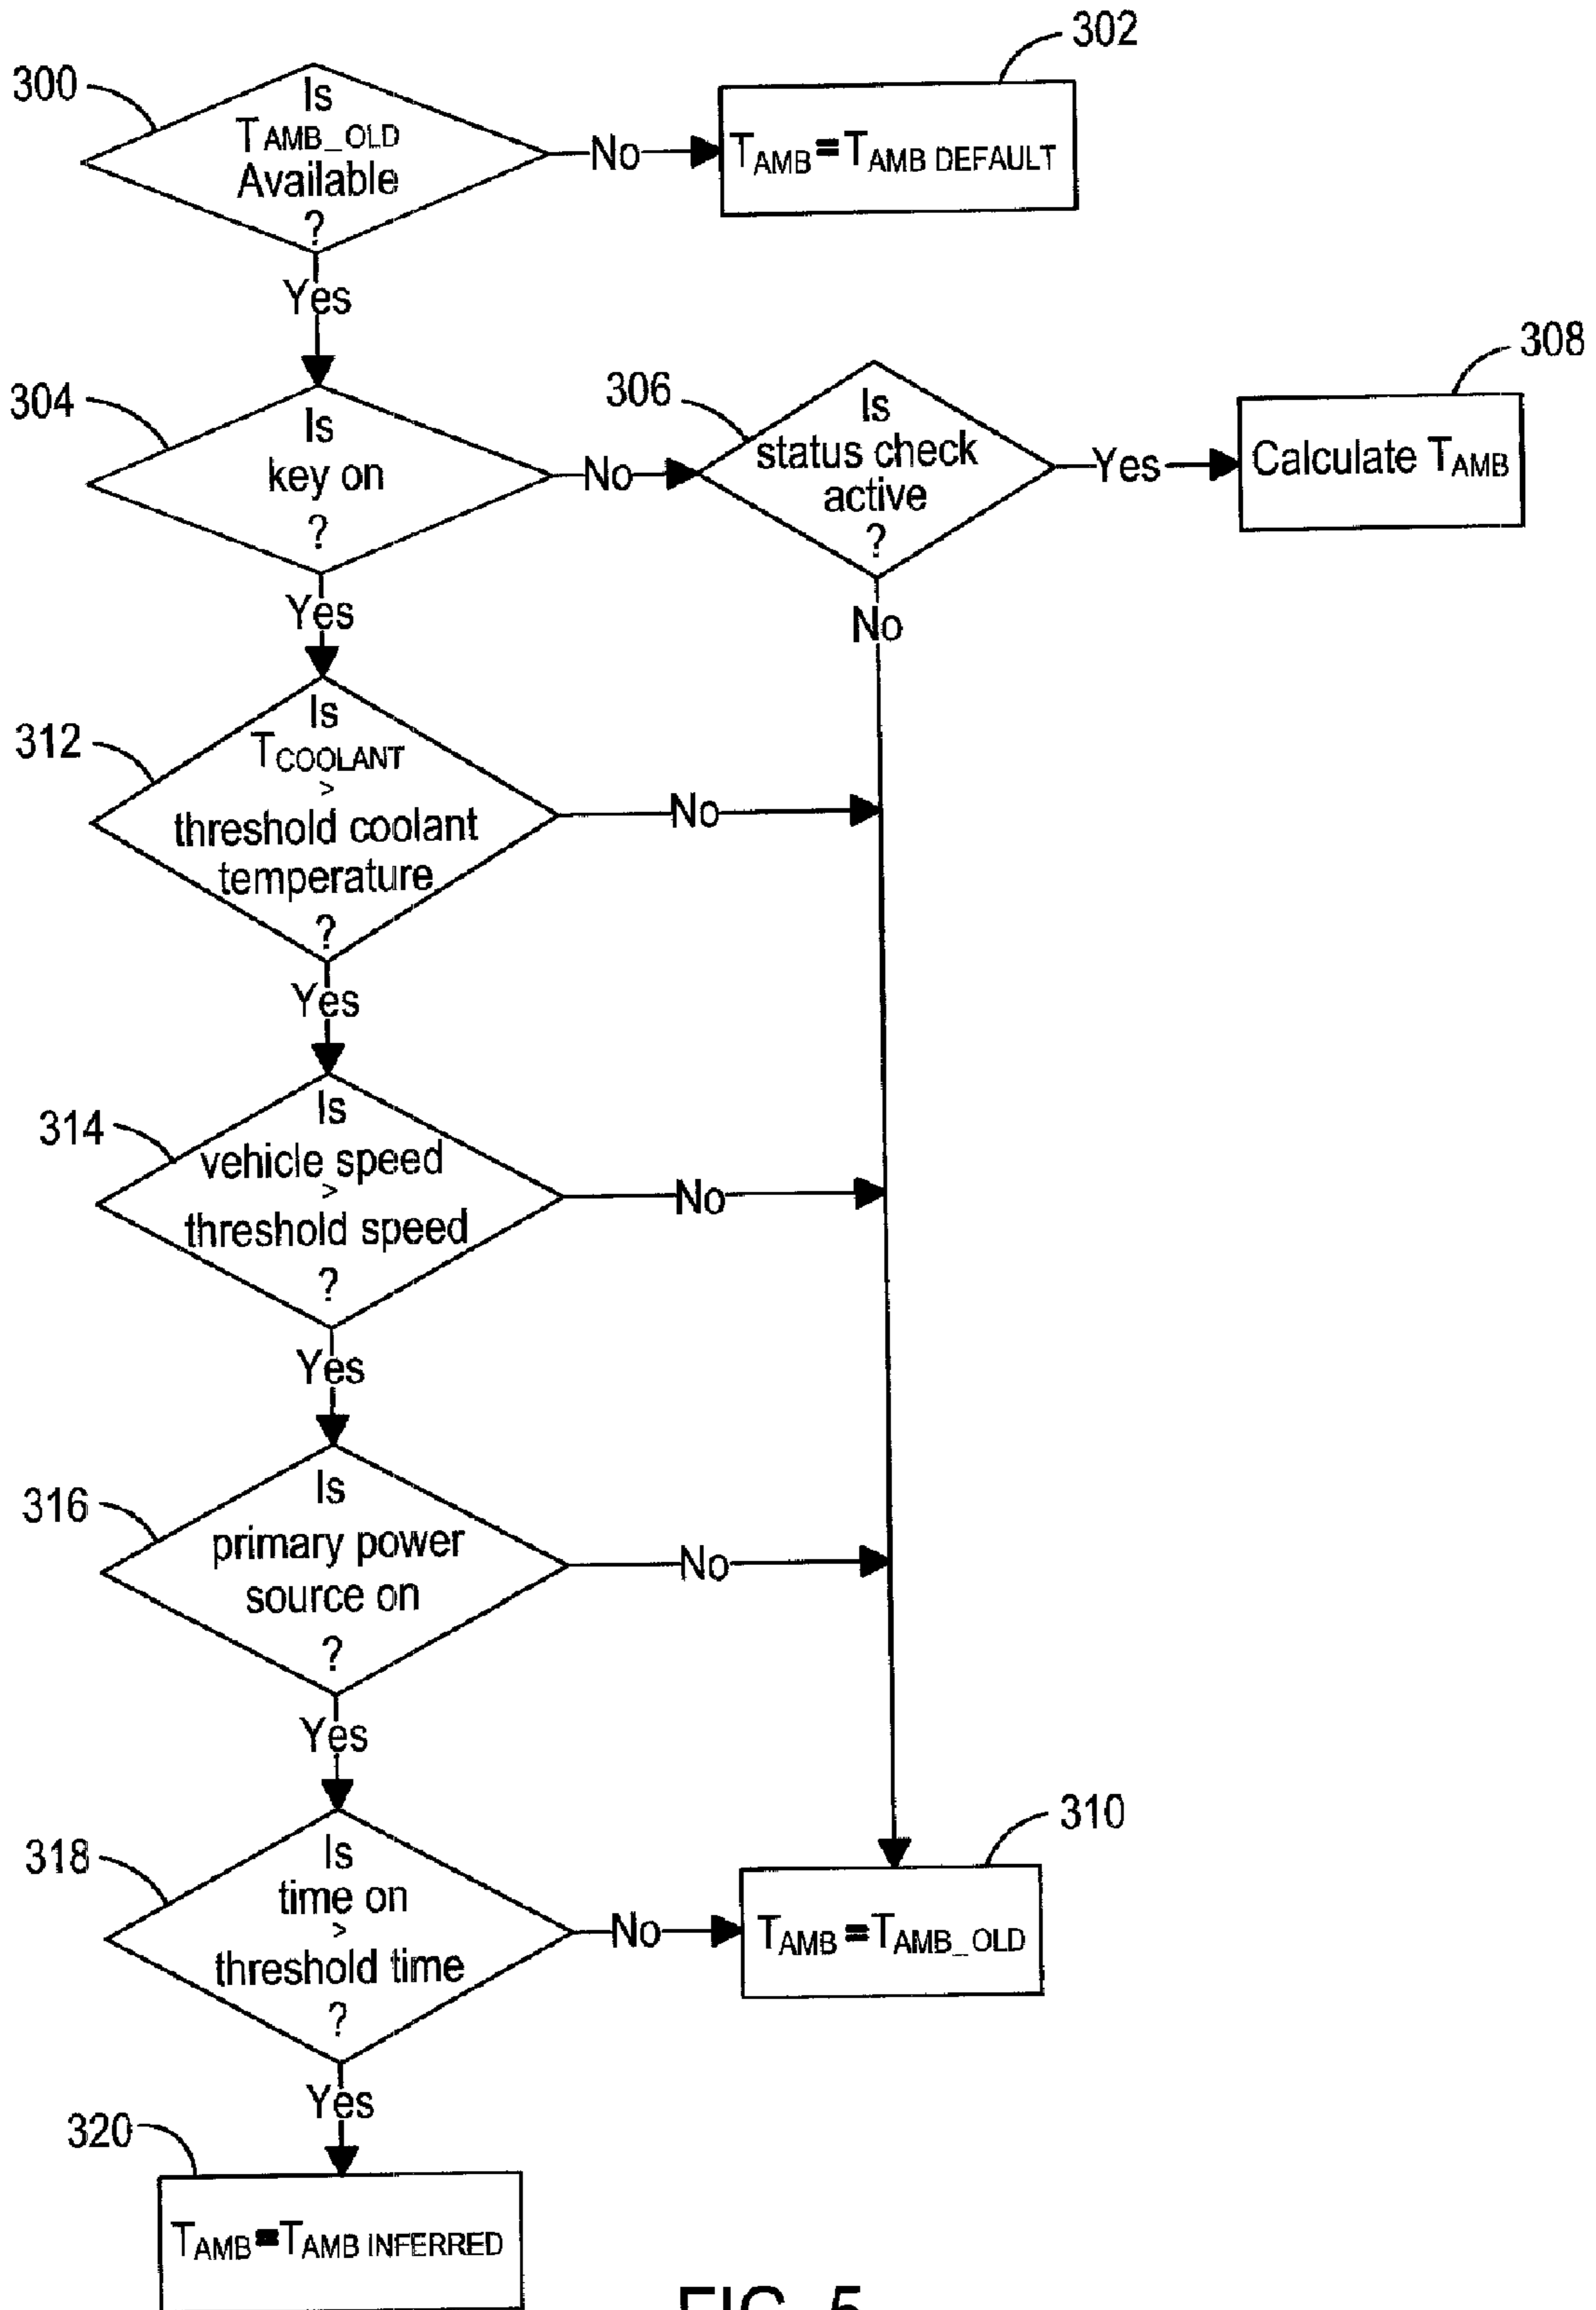 302
300
Is
TAMB_OLD
Available
?
No
TAMB=TAMB DEFAULT
Yes
308
304
306
Is
key on
?
No
Is
status check
active
?
Yes
Calculate TAMB
Yes
No
312
Is
TCOOLANT
>
threshold coolant
temperature
?
No
Yes
314
Is
vehicle speed
>
threshold speed
?
No
Yes
316
Is
primary power
source on
?
No
Yes
310
318
Is
time on
>
threshold time
?
No
TAMB=TAMB_OLD
Yes
320
TAMB=TAMB INFERRED
FIG. 5